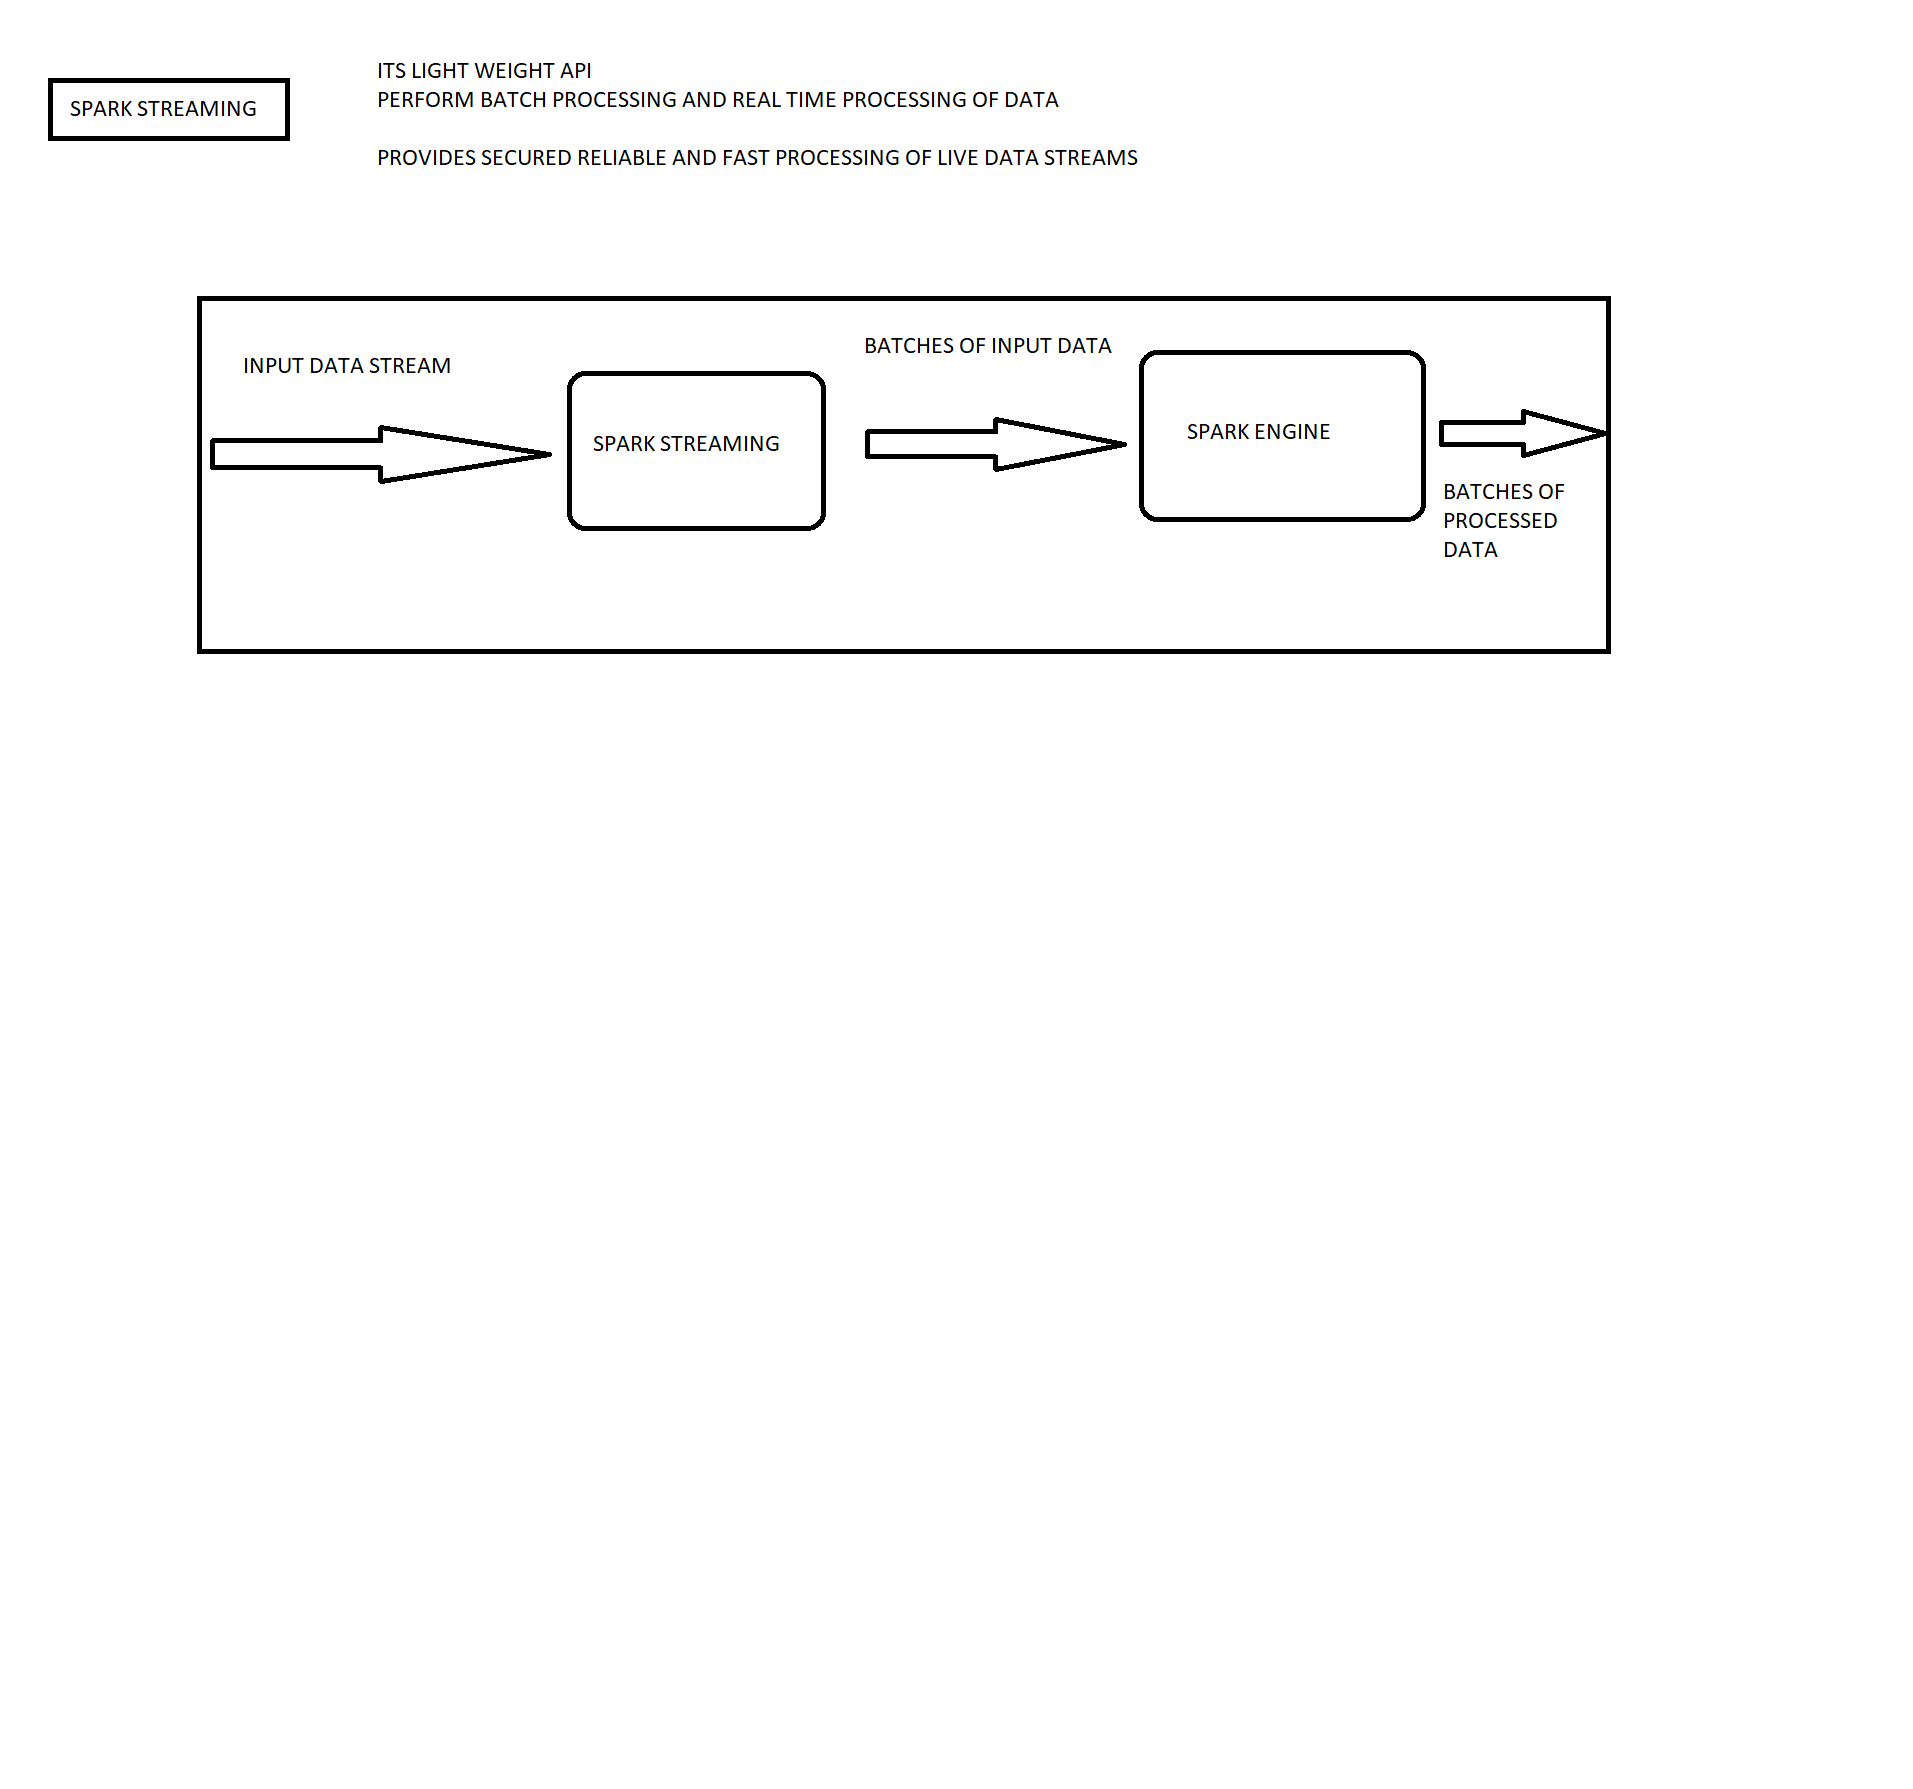 SPARK STREAMING
ITS LIGHT WEIGHT API
PERFORM BATCH PROCESSING AND REAL TIME PROCESSING OF DATA
PROVIDES SECURED RELIABLE AND FAST PROCESSING OF LIVE DATA STREAMS
INPUT DATA STREAM
SPARK STREAMING
BATCHES OF INPUT DATA
SPARK ENGINE
BATCHES OF
PROCESSED
DATA